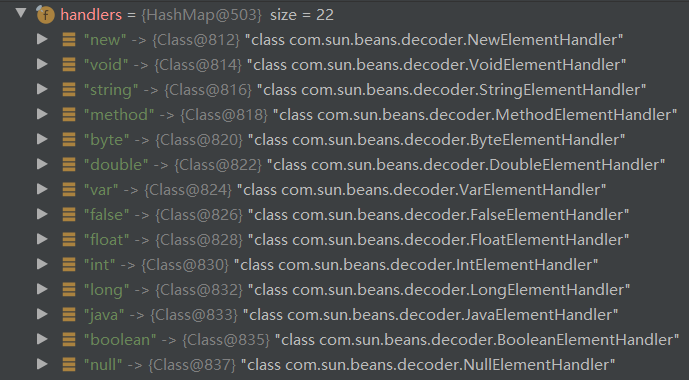 handlers = {HashMap@503} size = 22
"new" -> {Class@812} "class com.sun.beans.decoder.NewElementHandler"
"void" -> {Class@814} "class com.sun.beans.decoder.VoidElementHandler"
"string" -> {Class@816} "class com.sun.beans.decoder.StringElementHandler"
"method" -> {Class@818} "class com.sun.beans.decoder.MethodElementHandler"
"byte" -> {Class@820} "class com.sun.beans.decoder.ByteElementHandler"
"double" -> {Class@822} "class com.sun.beans.decoder.DoubleElementHandler"
"var" -> {Class@824} "class com.sun.beans.decoder.VarElementHandler"
"false" -> {Class@826} "class com.sun.beans.decoder.FalseElementHandler"
"float" -> {Class@828} "class com.sun.beans.decoder.FloatElementHandler"
"int" -> {Class@830} "class com.sun.beans.decoder.IntElementHandler"
"long" -> {Class@832} "class com.sun.beans.decoder.LongElementHandler"
"java" -> {Class@833} "class com.sun.beans.decoder.JavaElementHandler"
"boolean" -> {Class@835} "class com.sun.beans.decoder.BooleanElementHandler"
"null" -> {Class@837} "class com.sun.beans.decoder.NullElementHandler"